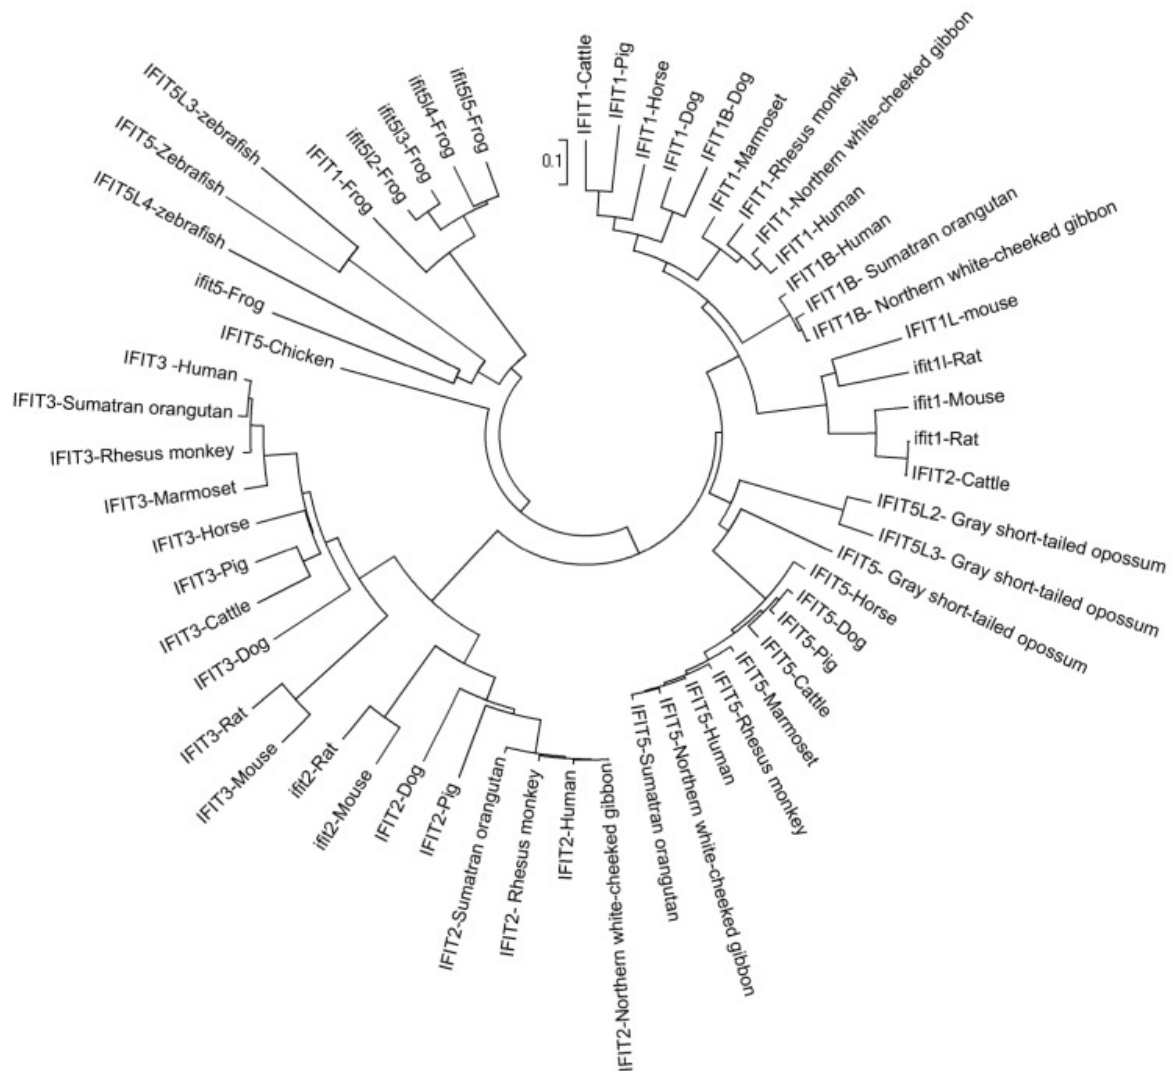 IFIT1-Cattle
IFIT1-Pig
IFIT1-Horse
IFIT1-Dog
IFIT1B-Dog
IFIT1-Marmoset
IFIT1-Rhesus monkey
IFIT1-Northern white-cheeked gibbon
IFIT1-Human
IFIT1B-Human
IFIT1B- Sumatran orangutan
IFIT1B- Northern white-cheeked gibbon
IFIT1L-mouse
ifit1l-Rat
ifit1-Mouse
ifit1-Rat
IFIT2-Cattle
IFIT5L2- Gray short-tailed opossum
IFIT5L3- Gray short-tailed opossum
IFIT5- Gray short-tailed opossum
IFIT5-Horse
IFIT5-Dog
IFIT5-Pig
IFIT5-Cattle
IFIT5-Marmoset
IFIT5-Rhesus monkey
IFIT5-Human
IFIT5-Northern white-cheeked gibbon
IFIT5-Sumatran orangutan
IFIT2-Northern white-cheeked gibbon
IFIT2-Human
IFIT2- Rhesus monkey
IFIT2-Sumatran orangutan
IFIT2-Pig
IFIT2-Dog
ifit2-Mouse
ifit2-Rat
IFIT3-Mouse
IFIT3-Rat
IFIT3-Dog
IFIT3-Cattle
IFIT3-Pig
IFIT3-Horse
IFIT3-Marmoset
IFIT3-Rhesus monkey
IFIT3-Sumatran orangutan
IFIT3 -Human
IFIT5-Chicken
ifit5-Frog
IFIT5L4-zebrafish
IFIT5-Zebrafish
IFIT5L3-zebrafish
IFIT1-Frog
ifit5l2-Frog
ifit5l3-Frog
ifit5l4-Frog
ifit5l5-Frog
0.1